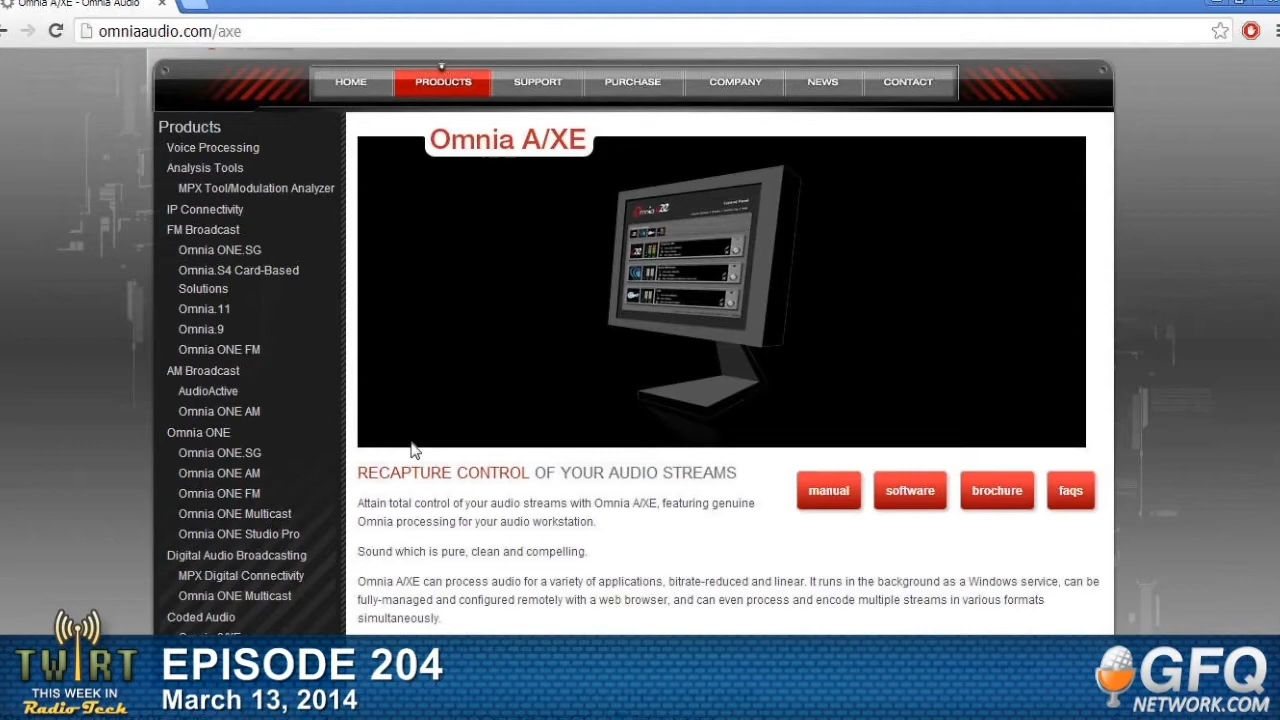 Omnia A/XE - Omnia Audio
omniaaudio.com/axe
HOME PRODUCTS SUPPORT PURCHASE COMPANY NEWS CONTACT
Products
Voice Processing
Analysis Tools
MPX Tool/Modulation Analyzer
IP Connectivity
FM Broadcast
Omnia ONE.SG
Omnia.S4 Card-Based
Solutions
Omnia.11
Omnia.9
Omnia ONE FM
AM Broadcast
AudioActive
Omnia ONE AM
Omnia ONE
Omnia ONE.SG
Omnia ONE AM
Omnia ONE FM
Omnia ONE Multicast
Omnia ONE Studio Pro
Digital Audio Broadcasting
MPX Digital Connectivity
Omnia ONE Multicast
Coded Audio
Omnia A/XE
Omnia A/XE
RECAPTURE CONTROL OF YOUR AUDIO STREAMS
manual software brochure faqs
Attain total control of your audio streams with Omnia A/XE, featuring genuine
Omnia processing for your audio workstation.
Sound which is pure, clean and compelling.
Omnia A/XE can process audio for a variety of applications, bitrate-reduced and linear. It runs in the background as a Windows service, can be
fully-managed and configured remotely with a web browser, and can even process and encode multiple streams in various formats
simultaneously.
TWIRT
THIS WEEK IN
Radio Tech
EPISODE 204
March 13, 2014
GFQ
NETWORK.COM